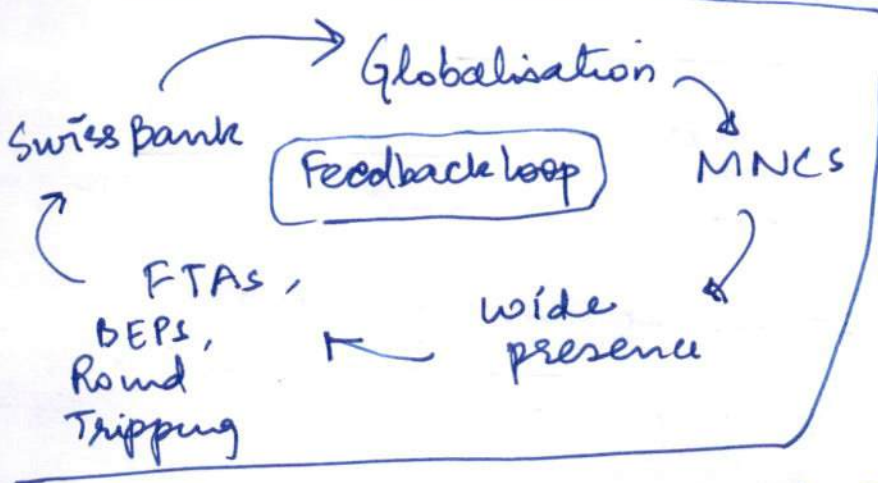 Globalisation
Swiss Bank
Feedback loop
MNCs
FTAs,
BEPS,
Round
Tripping
wide
presence